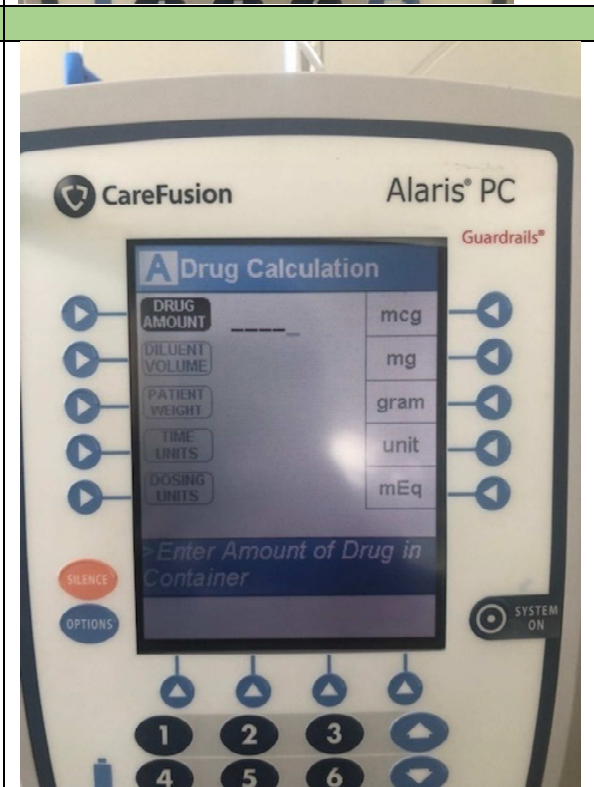 CareFusion
Alaris® PC
Guardrails®
A Drug Calculation
DRUG AMOUNT ____ _ mcg
DILUENT VOLUME mg
PATIENT WEIGHT gram
TIME UNITS unit
DOSING UNITS mEq
>Enter Amount of Drug in
Container
SILENCE
OPTIONS
SYSTEM
ON
1 2 3
4 5 6